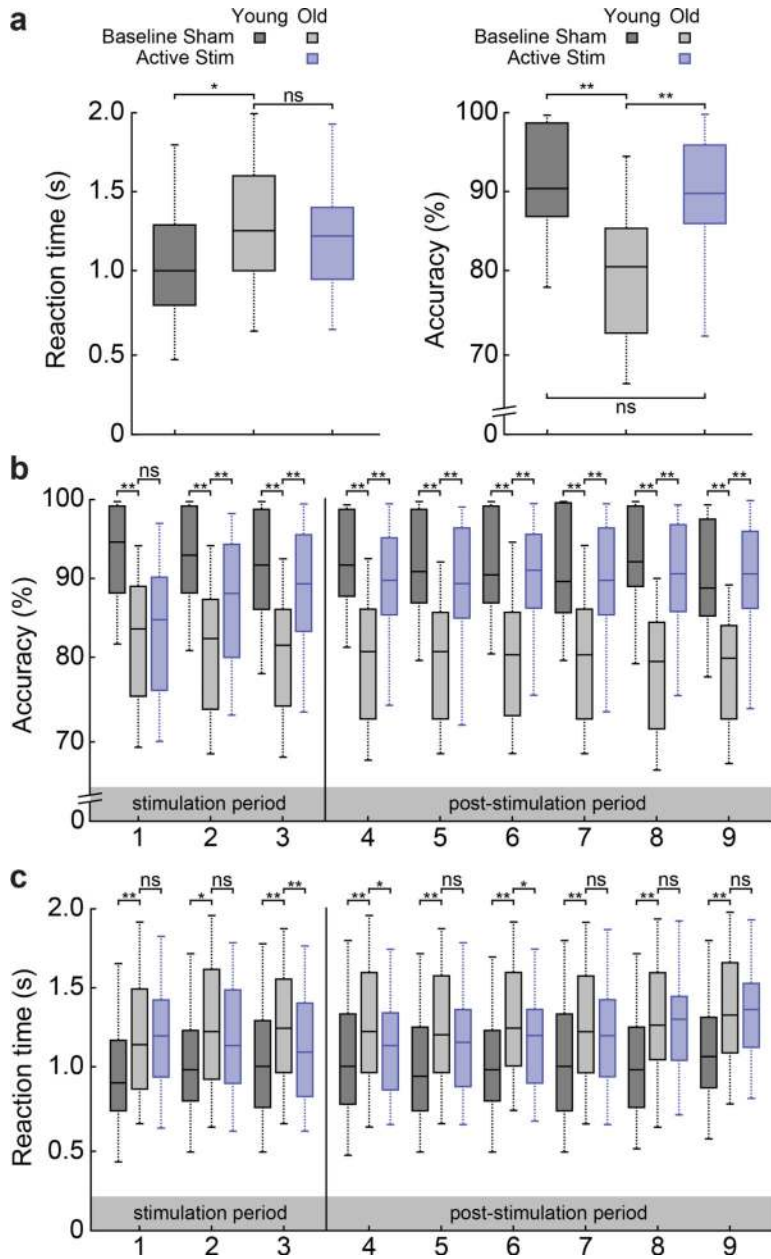 a
Young Old
Baseline Sham
Active Stim
Young Old
Baseline Sham
Active Stim
* ns
2.0
1.5
1.0
0.5
0
Reaction time (s)
** **
100
90
80
70
0
Accuracy (%)
ns
b
** ns ** ** ** ** ** ** ** ** ** ** ** ** ** ** ** **
100
90
80
70
0
Accuracy (%)
stimulation period post-stimulation period
1 2 3 4 5 6 7 8 9
c
** ns * ns ** ** ** * ** ns ** * ** ns ** ns ** ns
2.0
1.5
1.0
0.5
0
Reaction time (s)
stimulation period post-stimulation period
1 2 3 4 5 6 7 8 9